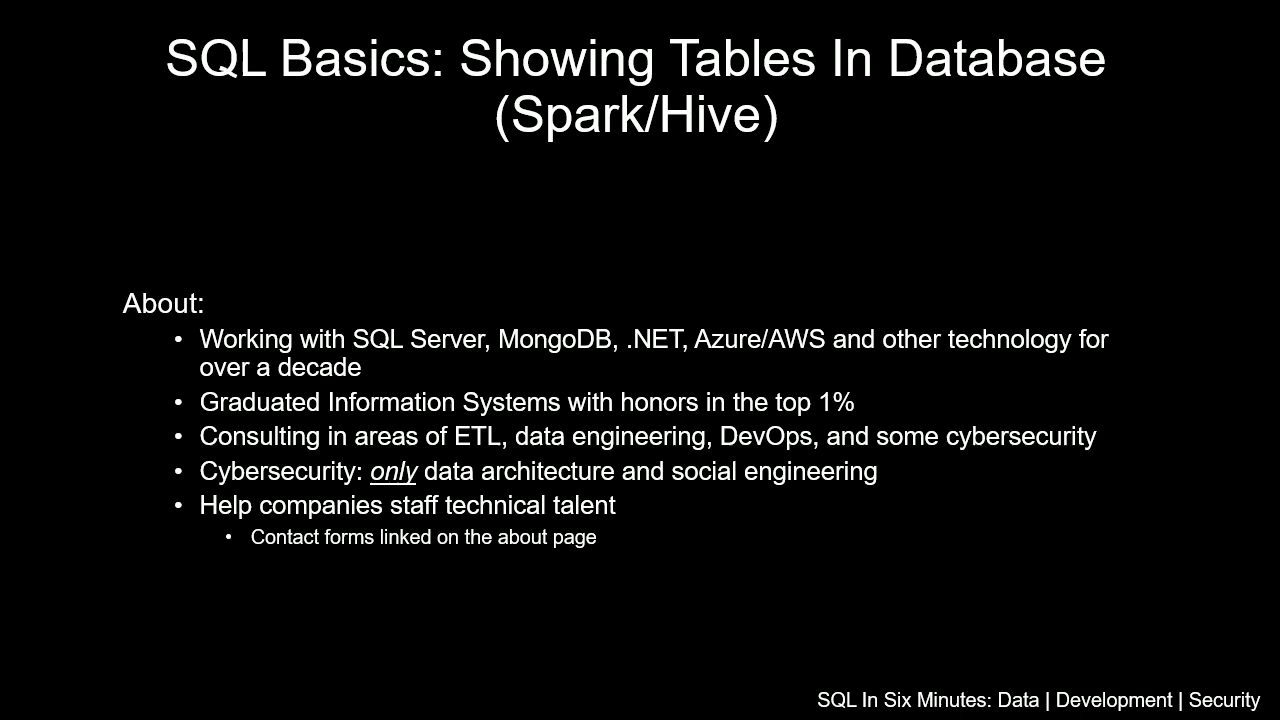 SQL Basics: Showing Tables In Database
(Spark/Hive)
About:
• Working with SQL Server, MongoDB, .NET, Azure/AWS and other technology for
over a decade
• Graduated Information Systems with honors in the top 1%
• Consulting in areas of ETL, data engineering, DevOps, and some cybersecurity
• Cybersecurity: only data architecture and social engineering
• Help companies staff technical talent
• Contact forms linked on the about page
SQL In Six Minutes: Data | Development | Security